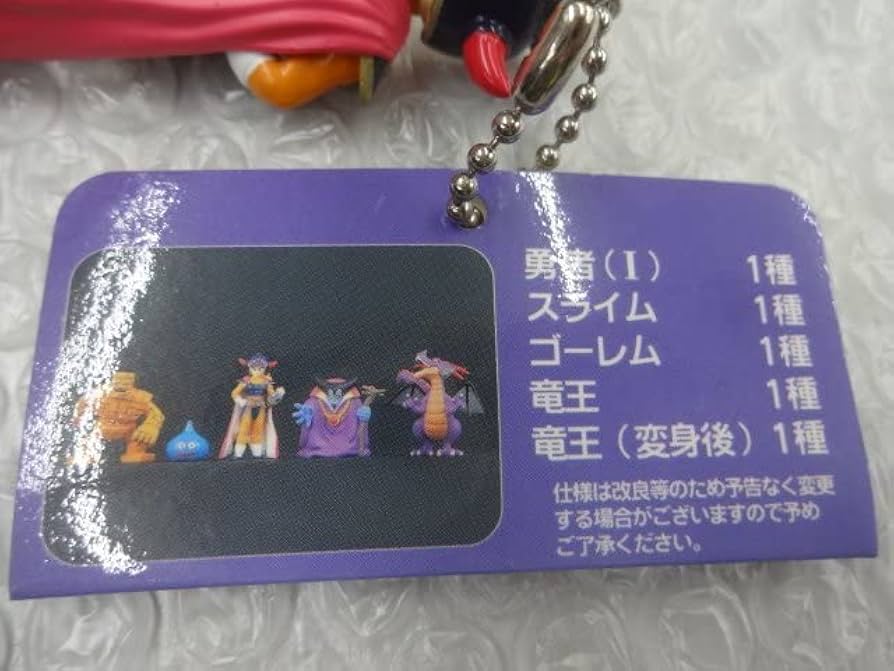 勇者（Ⅰ） 1種
スライム 1種
ゴーレム 1種
竜王 1種
竜王（変身後） 1種
仕様は改良等のため予告なく変更
する場合がございますので予め
ご了承ください。